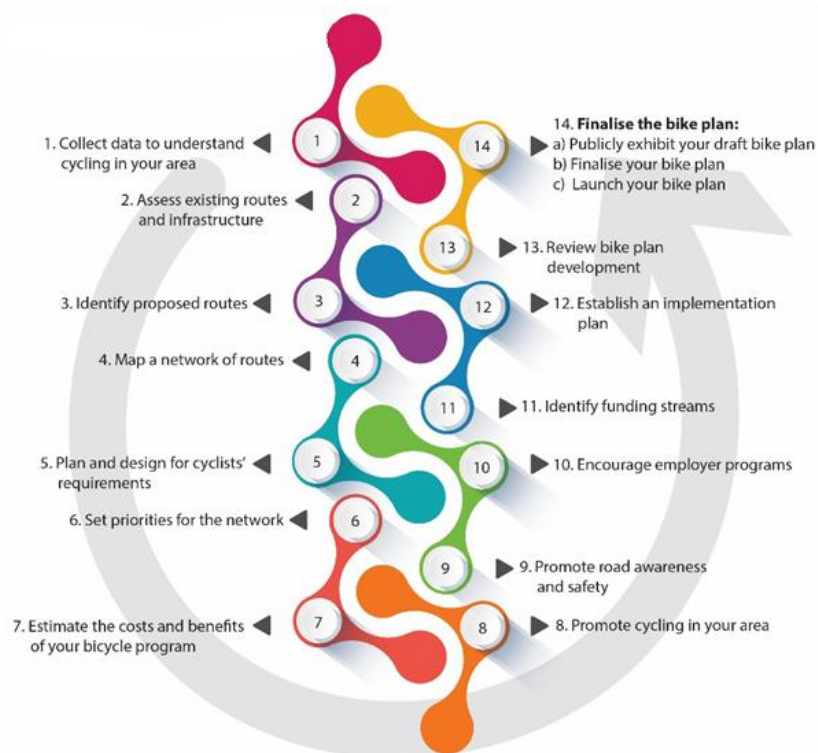 1. Collect data to understand
cycling in your area
1
2. Assess existing routes
and infrastructure
2
3. Identify proposed routes
3
4. Map a network of routes
4
5. Plan and design for cyclists’
requirements
5
6. Set priorities for the network
6
7. Estimate the costs and benefits
of your bicycle program
7
8
8. Promote cycling in your area
9
9. Promote road awareness
and safety
10
10. Encourage employer programs
11
11. Identify funding streams
12
12. Establish an implementation
plan
13
13. Review bike plan
development
14
14. Finalise the bike plan:
a) Publicly exhibit your draft bike plan
b) Finalise your bike plan
c) Launch your bike plan